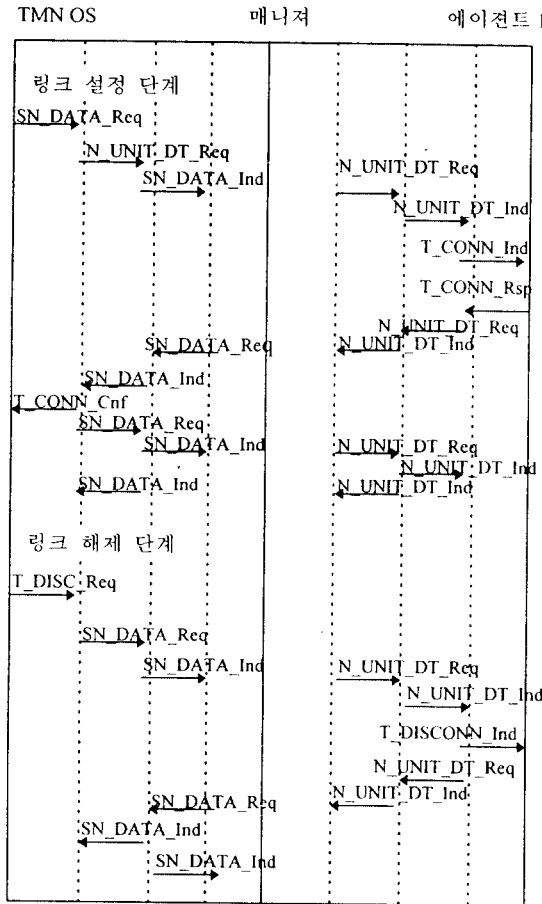 TMN OS 매니져 에이젼트
링크 설정 단계
SN_DATA_Req
N_UNIT_DT_Req N_UNIT_DT_Req
SN_DATA_Ind
N_UNIT_DT_Ind
T_CONN_Ind
T_CONN_Rsp
N_UNIT_DT_Req
SN_DATA_Req N_UNIT_DT_Ind
SN_DATA_Ind
T_CONN_Cnf
SN_DATA_Req
SN_DATA_Ind N_UNIT_DT_Req
N_UNIT_DT_Ind
SN_DATA_Ind N_UNIT_DT_Ind
링크 해제 단계
T_DISC_Req
SN_DATA_Req
SN_DATA_Ind N_UNIT_DT_Req
N_UNIT_DT_Ind
T_DISCONN_Ind
N_UNIT_DT_Req
SN_DATA_Req N_UNIT_DT_Ind
SN_DATA_Ind
SN_DATA_Ind